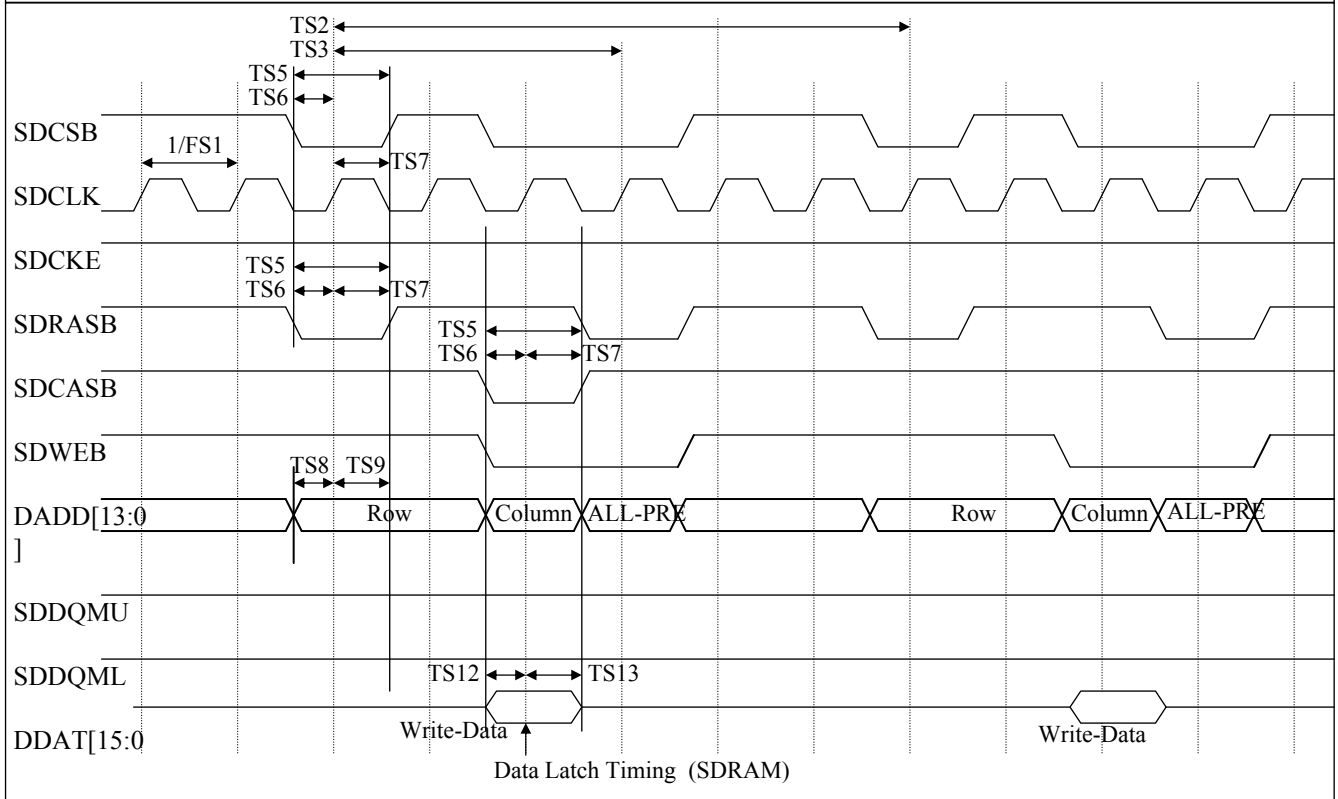 TS2
TS3
TS5
TS6
SDCSB
1/FS1
TS7
SDCLK
SDCKE
TS5
TS6 TS7
SDRASB
TS5
TS6 TS7
SDCASB
SDWEB
TS8 TS9
DADD[13:0
]
Row Column ALL-PRE Row Column ALL-PRE
SDDQMU
SDDQML
TS12 TS13
DDAT[15:0
Write-Data Write-Data
Data Latch Timing (SDRAM)